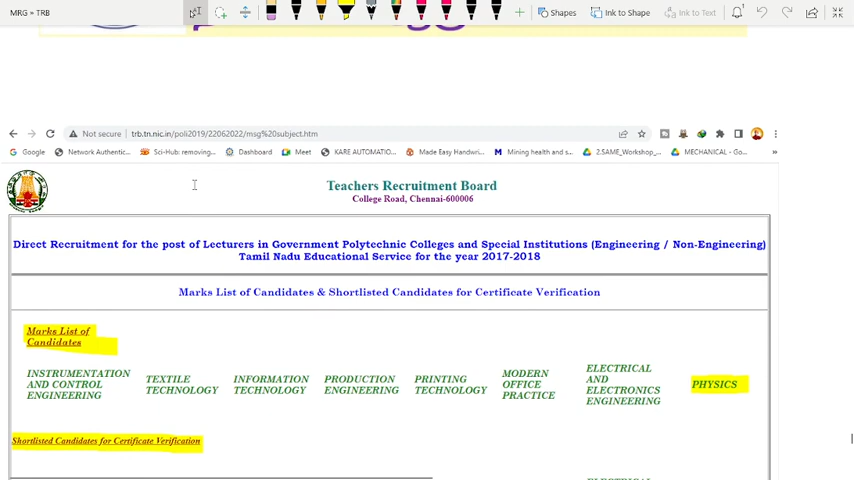 MRG » TRB
Shapes
Ink to Shape
Ink to Text
Not secure | trb.tn.nic.in/poli2019/22062022/msg%20subject.htm
Google
Network Authentic...
Sci-Hub: removing...
Dashboard
Meet
KARE AUTOMATIO...
Made Easy Handwri...
Mining health and s...
2.SAME_Workshop_...
MECHANICAL - Go...
»
Teachers Recruitment Board
College Road, Chennai-600006
Direct Recruitment for the post of Lecturers in Government Polytechnic Colleges and Special Institutions (Engineering / Non-Engineering)
Tamil Nadu Educational Service for the year 2017-2018
Marks List of Candidates & Shortlisted Candidates for Certificate Verification
Marks List of
Candidates
INSTRUMENTATION
AND CONTROL
ENGINEERING
TEXTILE
TECHNOLOGY
INFORMATION
TECHNOLOGY
PRODUCTION
ENGINEERING
PRINTING
TECHNOLOGY
MODERN
OFFICE
PRACTICE
ELECTRICAL
AND
ELECTRONICS
ENGINEERING
PHYSICS
Shortlisted Candidates for Certificate Verification
ELECTRICAL